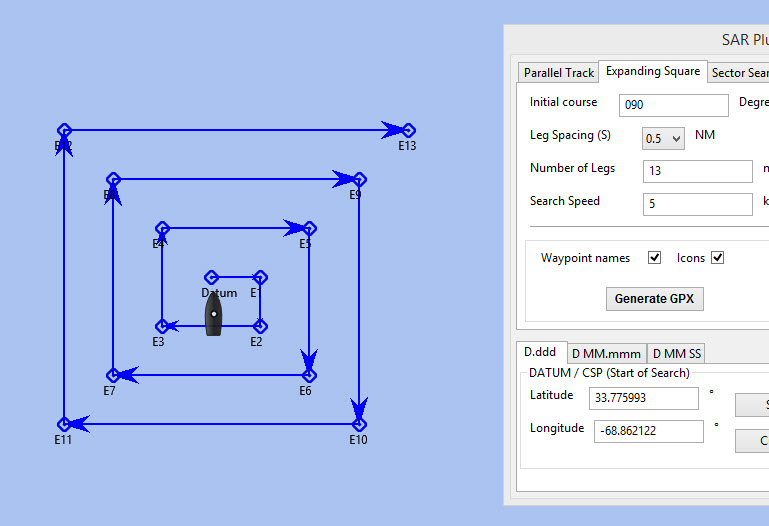 SAR Plu
Parallel Track
Expanding Square
Sector Sear
Initial course
090
Degre
Leg Spacing (S)
0.5
NM
Number of Legs
13
n
Search Speed
5
k
Waypoint names
Icons
Generate GPX
D.ddd
D MM.mmm
D MM SS
DATUM / CSP (Start of Search)
Latitude
33.775993
°
S
Longitude
-68.862122
°
C
E12
E13
E9
E4
E5
Datum
E1
E3
E2
E7
E6
E11
E10